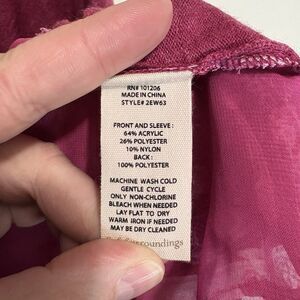 RN# 101206
MADE IN CHINA
STYLE# 2EW63
FRONT AND SLEEVE :
64% ACRYLIC
26% POLYESTER
10% NYLON
BACK :
100% POLYESTER
MACHINE WASH COLD
GENTLE CYCLE
ONLY NON-CHLORINE
BLEACH WHEN NEEDED
LAY FLAT TO DRY
WARM IRON IF NEEDED
MAY BE DRY CLEANED
Surroundings